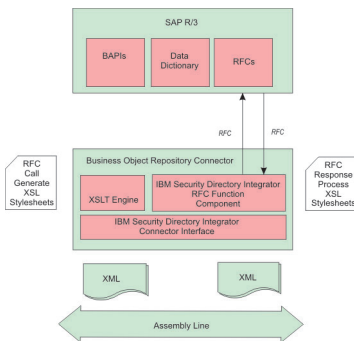 SAP R/3
BAPIs
Data
Dictionary
RFCs
RFC
RFC
RFC
Call
Generate
XSL
Stylesheets
Business Object Repository Connector
XSLT Engine
IBM Security Directory Integrator
RFC Function
Component
IBM Security Directory Integrator
Connector Interface
RFC
Response
Process
XSL
Stylesheets
XML
XML
Assembly Line